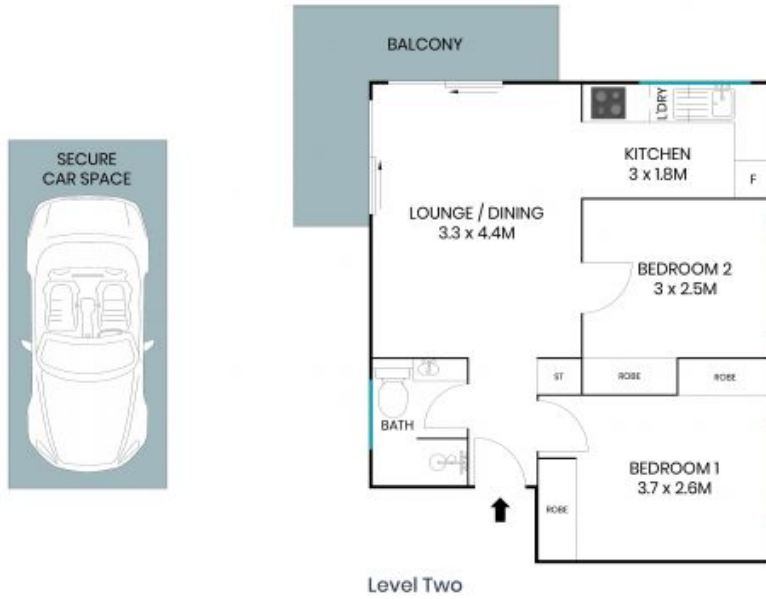 BALCONY
SECURE
CAR SPACE
L'DRY
KITCHEN
3 x 1.8M
F
LOUNGE / DINING
3.3 x 4.4M
BEDROOM 2
3 x 2.5M
ST
ROBE
ROBE
BATH
BEDROOM 1
3.7 x 2.6M
ROBE
Level Two